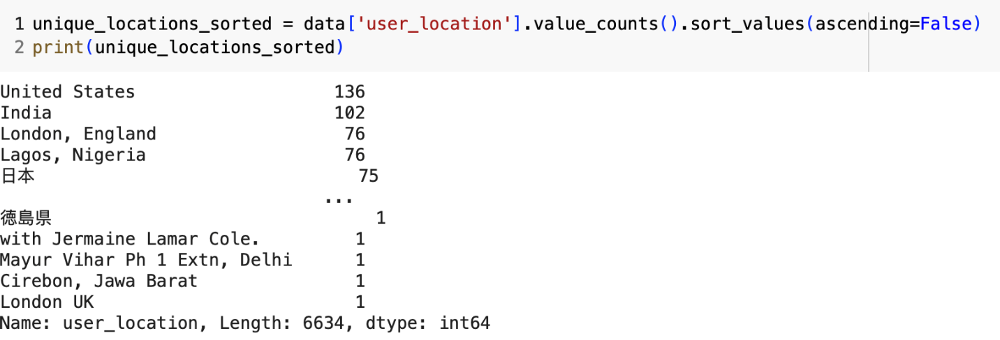 1 unique_locations_sorted = data['user_location'].value_counts().sort_values(ascending=False)
2 print(unique_locations_sorted)
United States 136
India 102
London, England 76
Lagos, Nigeria 76
日本 75
...
徳島県 1
with Jermaine Lamar Cole. 1
Mayur Vihar Ph 1 Extn, Delhi 1
Cirebon, Jawa Barat 1
London UK 1
Name: user_location, Length: 6634, dtype: int64